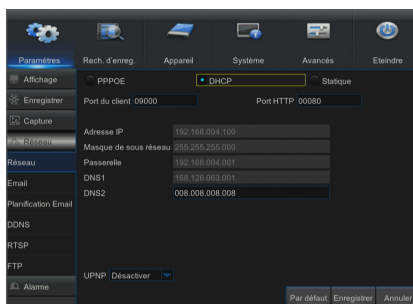 Paramètres
Rech. d'enreg.
Appareil
Système
Avancés
Eteindre
Affichage
Enregistrer
Capture
Réseau
Réseau
Email
Planification Email
DDNS
RTSP
FTP
Alarme
PPPOE
DHCP
Statique
Port du client 09000
Port HTTP 00080
Adresse IP 192.168.004.100
Masque de sous réseau 255.255.255.000
Passerelle 192.168.004.001
DNS1 168.126.063.001
DNS2 008.008.008.008
UPNP Désactiver
Par défaut Enregistrer Annuler